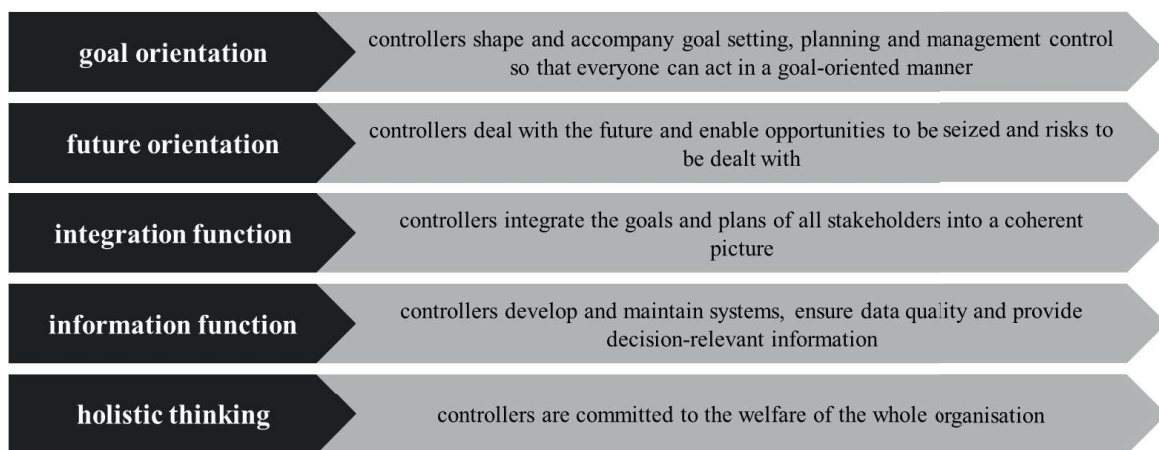 goal orientation
controllers shape and accompany goal setting, planning and management control
so that everyone can act in a goal-oriented manner
future orientation
controllers deal with the future and enable opportunities to be seized and risks to
be dealt with
integration function
controllers integrate the goals and plans of all stakeholders into a coherent
picture
information function
controllers develop and maintain systems, ensure data quality and provide
decision-relevant information
holistic thinking
controllers are committed to the welfare of the whole organisation